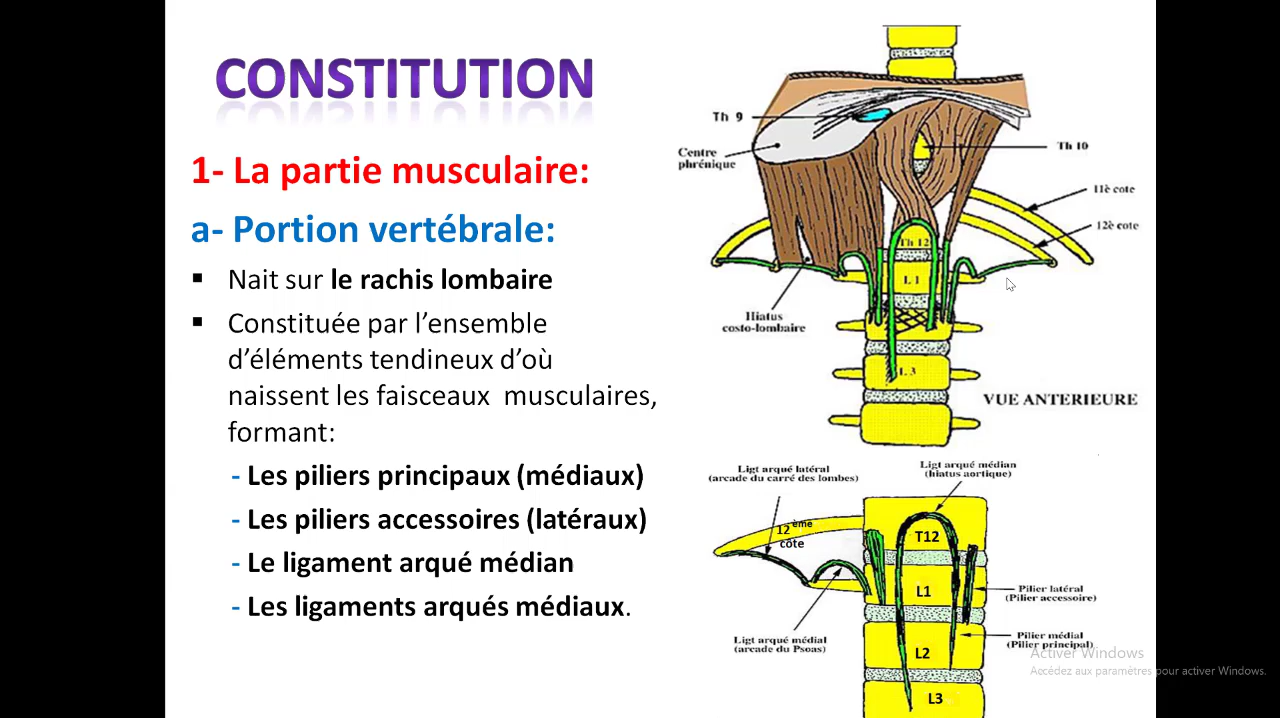 CONSTITUTION
1- La partie musculaire:
a- Portion vertébrale:
▪ Nait sur le rachis lombaire
▪ Constituée par l’ensemble
d’éléments tendineux d’où
naissent les faisceaux musculaires,
formant:
- Les piliers principaux (médiaux)
- Les piliers accessoires (latéraux)
- Le ligament arqué médian
- Les ligaments arqués médiaux.
Th 9
Centre
phrénique
Th 10
11è cote
12è cote
Th 12
L 1
Hiatus
costo-lombaire
L 3
VUE ANTERIEURE
Ligt arqué latéral
(arcade du carré des lombes)
Ligt arqué médian
(hiatus aortique)
12ème
côte
T12
L1
Pilier latéral
(Pilier accessoire)
Ligt arqué médial
(arcade du Psoas)
Pilier médial
(Pilier principal)
L2
L3
Activer Windows
Accédez aux paramètres pour activer Windows.